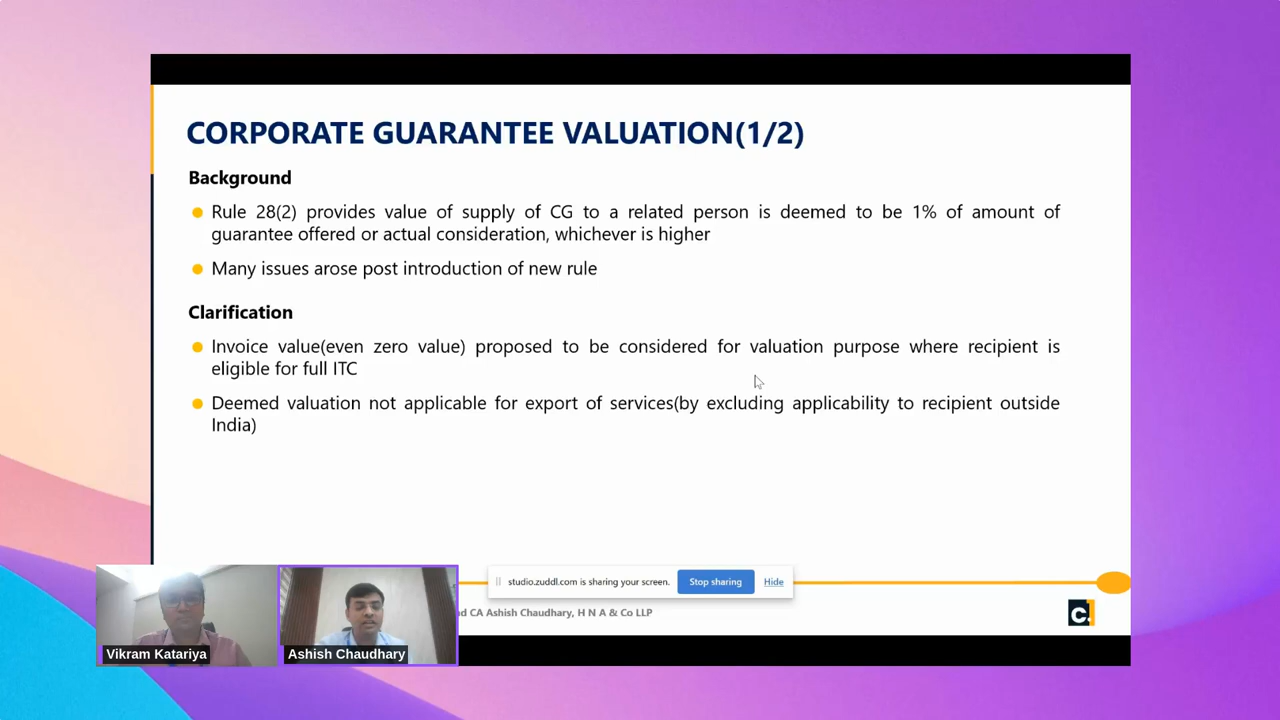 CORPORATE GUARANTEE VALUATION(1/2)
Background
Rule 28(2) provides value of supply of CG to a related person is deemed to be 1% of amount of
guarantee offered or actual consideration, whichever is higher
Many issues arose post introduction of new rule
Clarification
Invoice value(even zero value) proposed to be considered for valuation purpose where recipient is
eligible for full ITC
Deemed valuation not applicable for export of services(by excluding applicability to recipient outside
India)
studio.zuddl.com is sharing your screen.
Stop sharing
Hide
CA Ashish Chaudhary, H N A & Co LLP
Vikram Katariya
Ashish Chaudhary